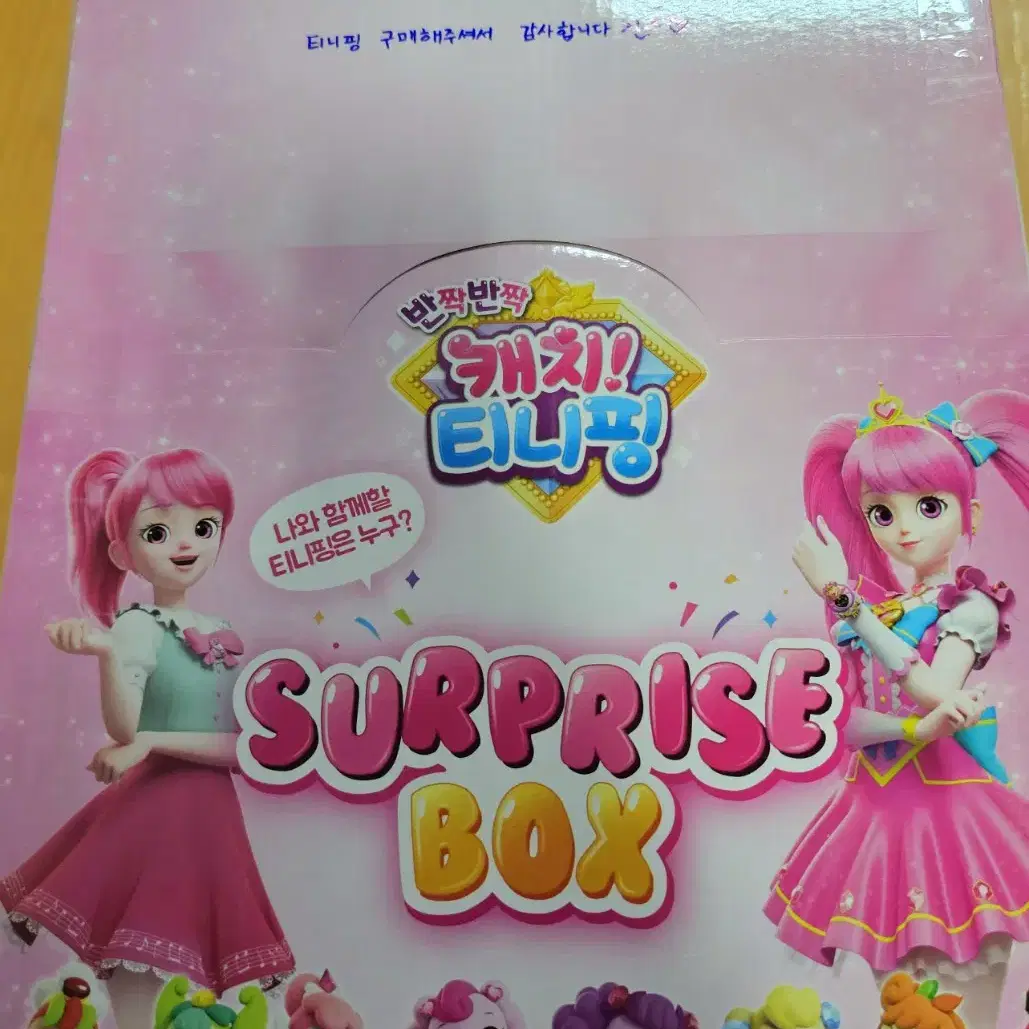 티니핑 구매해주셔서 감사합니다
반짝반짝
캐치!
티니핑
나와 함께할
티니핑은 누구?
SURPRISE
BOX